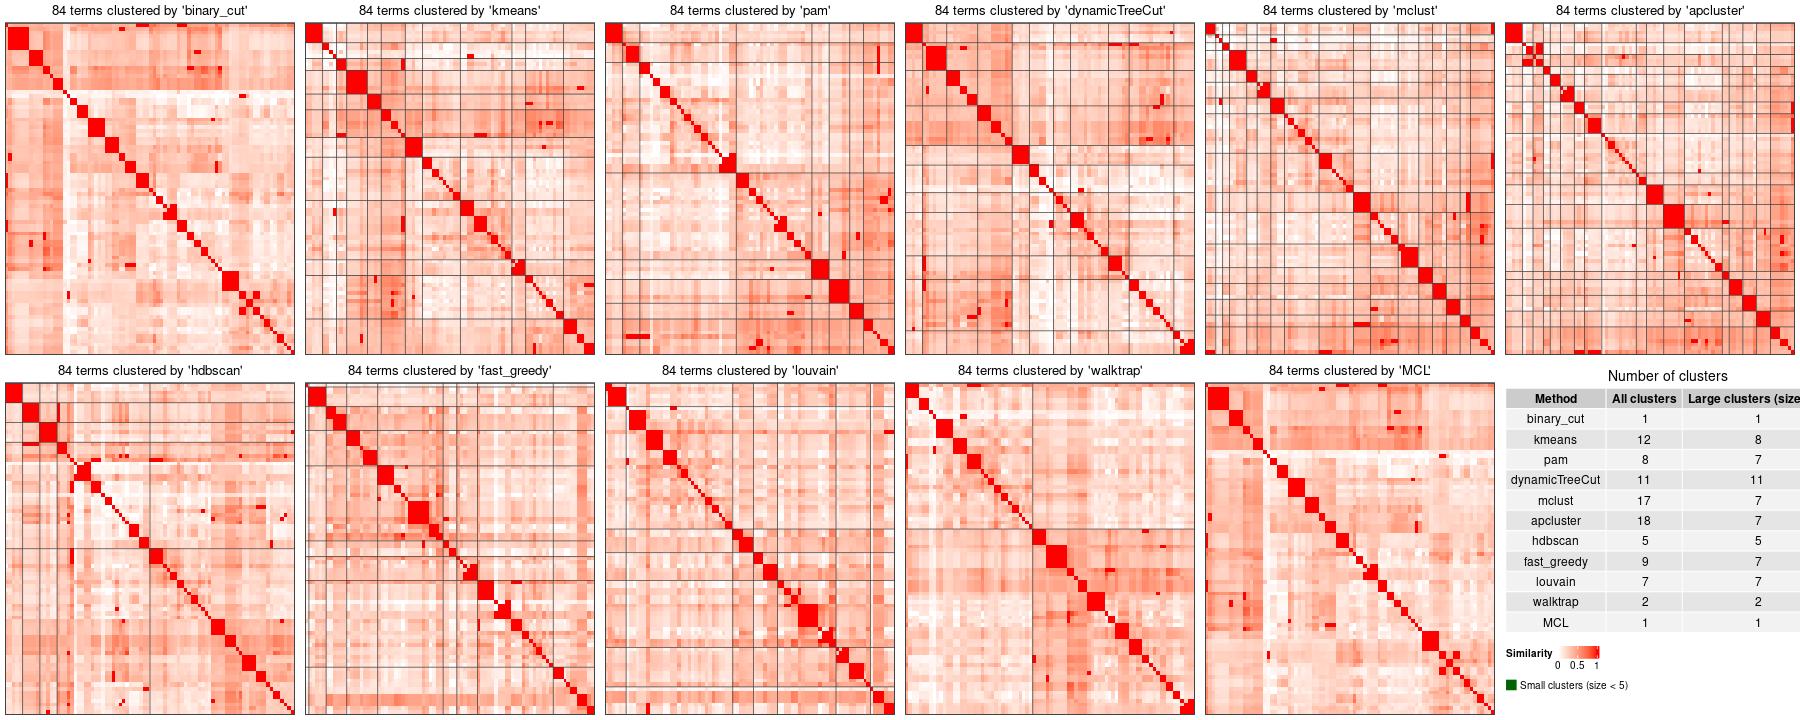 84 terms clustered by 'binary_cut'
84 terms clustered by 'kmeans'
84 terms clustered by 'pam'
84 terms clustered by 'dynamicTreeCut'
84 terms clustered by 'mclust'
84 terms clustered by 'apcluster'
84 terms clustered by 'hdbscan'
84 terms clustered by 'fast_greedy'
84 terms clustered by 'louvain'
84 terms clustered by 'walktrap'
84 terms clustered by 'MCL'
Number of clusters
Method All clusters Large clusters (size
binary_cut 1 1
kmeans 12 8
pam 8 7
dynamicTreeCut 11 11
mclust 17 7
apcluster 18 7
hdbscan 5 5
fast_greedy 9 7
louvain 7 7
walktrap 2 2
MCL 1 1
Similarity
0 0.5 1
Small clusters (size < 5)